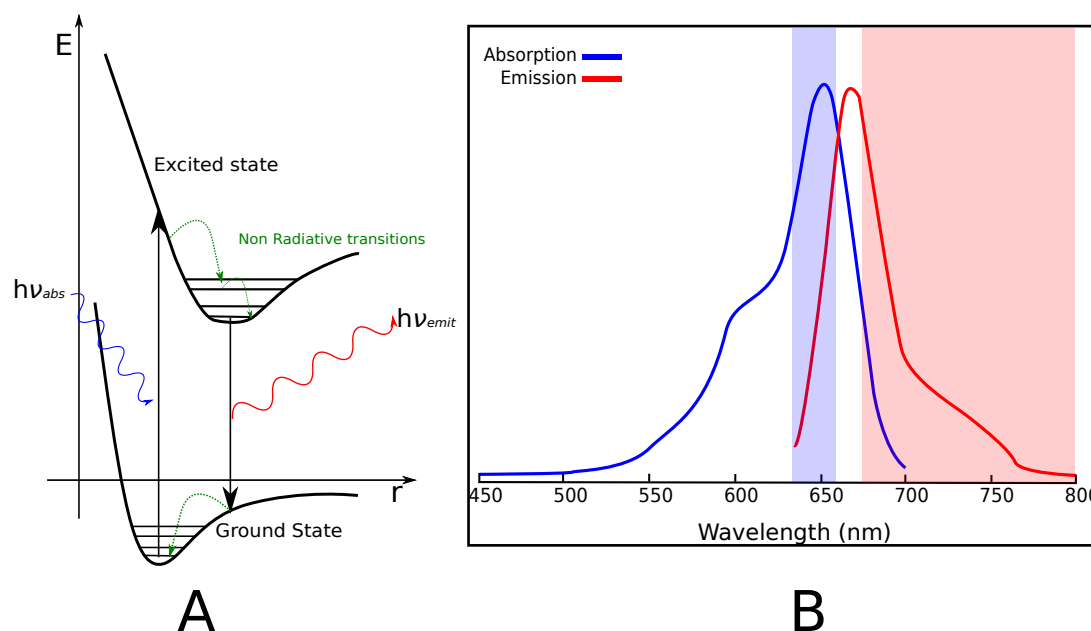 E
Excited state
Non Radiative transitions
hνabs
hνemit
r
Ground State
A
Absorption
Emission
450 500 600 650 700 750 800
Wavelength (nm)
B